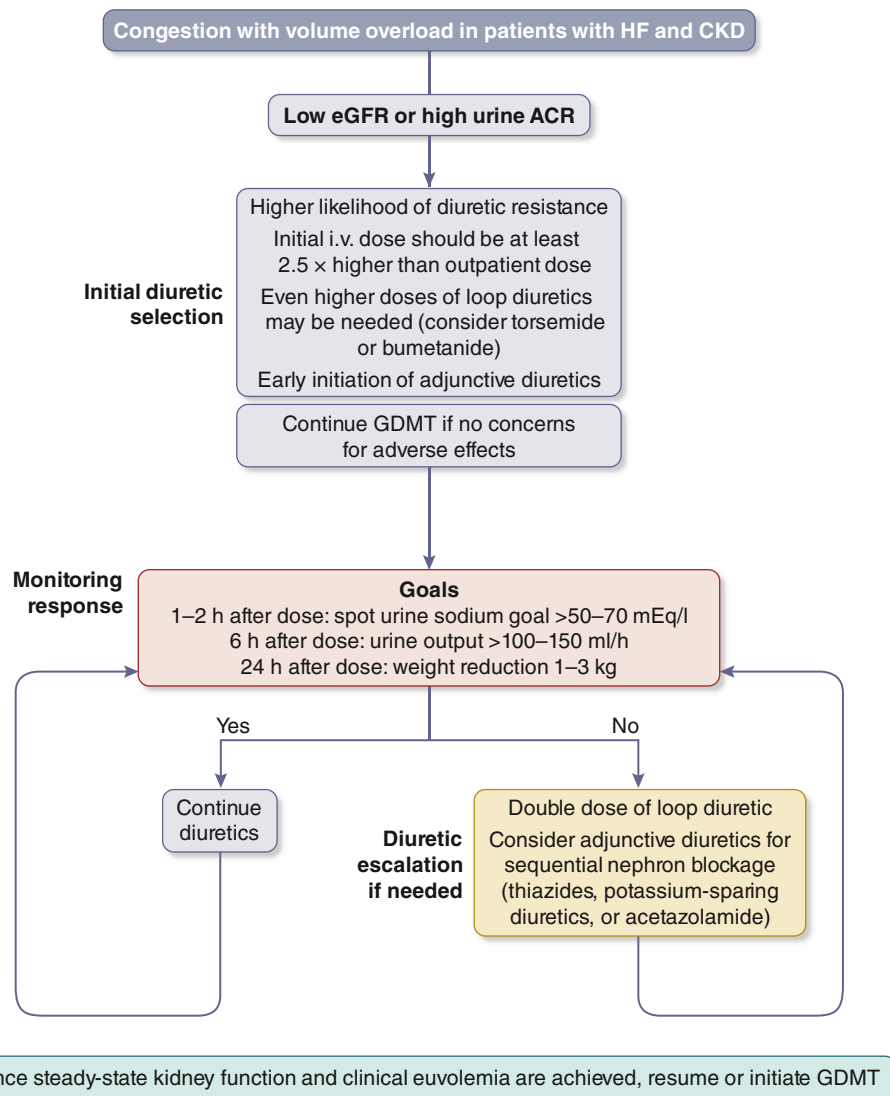 Congestion with volume overload in patients with HF and CKD
Low eGFR or high urine ACR
Initial diuretic
selection
Higher likelihood of diuretic resistance
Initial i.v. dose should be at least
2.5 × higher than outpatient dose
Even higher doses of loop diuretics
may be needed (consider torsemide
or bumetanide)
Early initiation of adjunctive diuretics
Continue GDMT if no concerns
for adverse effects
Monitoring
response
Goals
1–2 h after dose: spot urine sodium goal >50–70 mEq/l
6 h after dose: urine output >100–150 ml/h
24 h after dose: weight reduction 1–3 kg
Yes
No
Continue
diuretics
Diuretic
escalation
if needed
Double dose of loop diuretic
Consider adjunctive diuretics for
sequential nephron blockage
(thiazides, potassium-sparing
diuretics, or acetazolamide)
nce steady-state kidney function and clinical euvolemia are achieved, resume or initiate GDMT